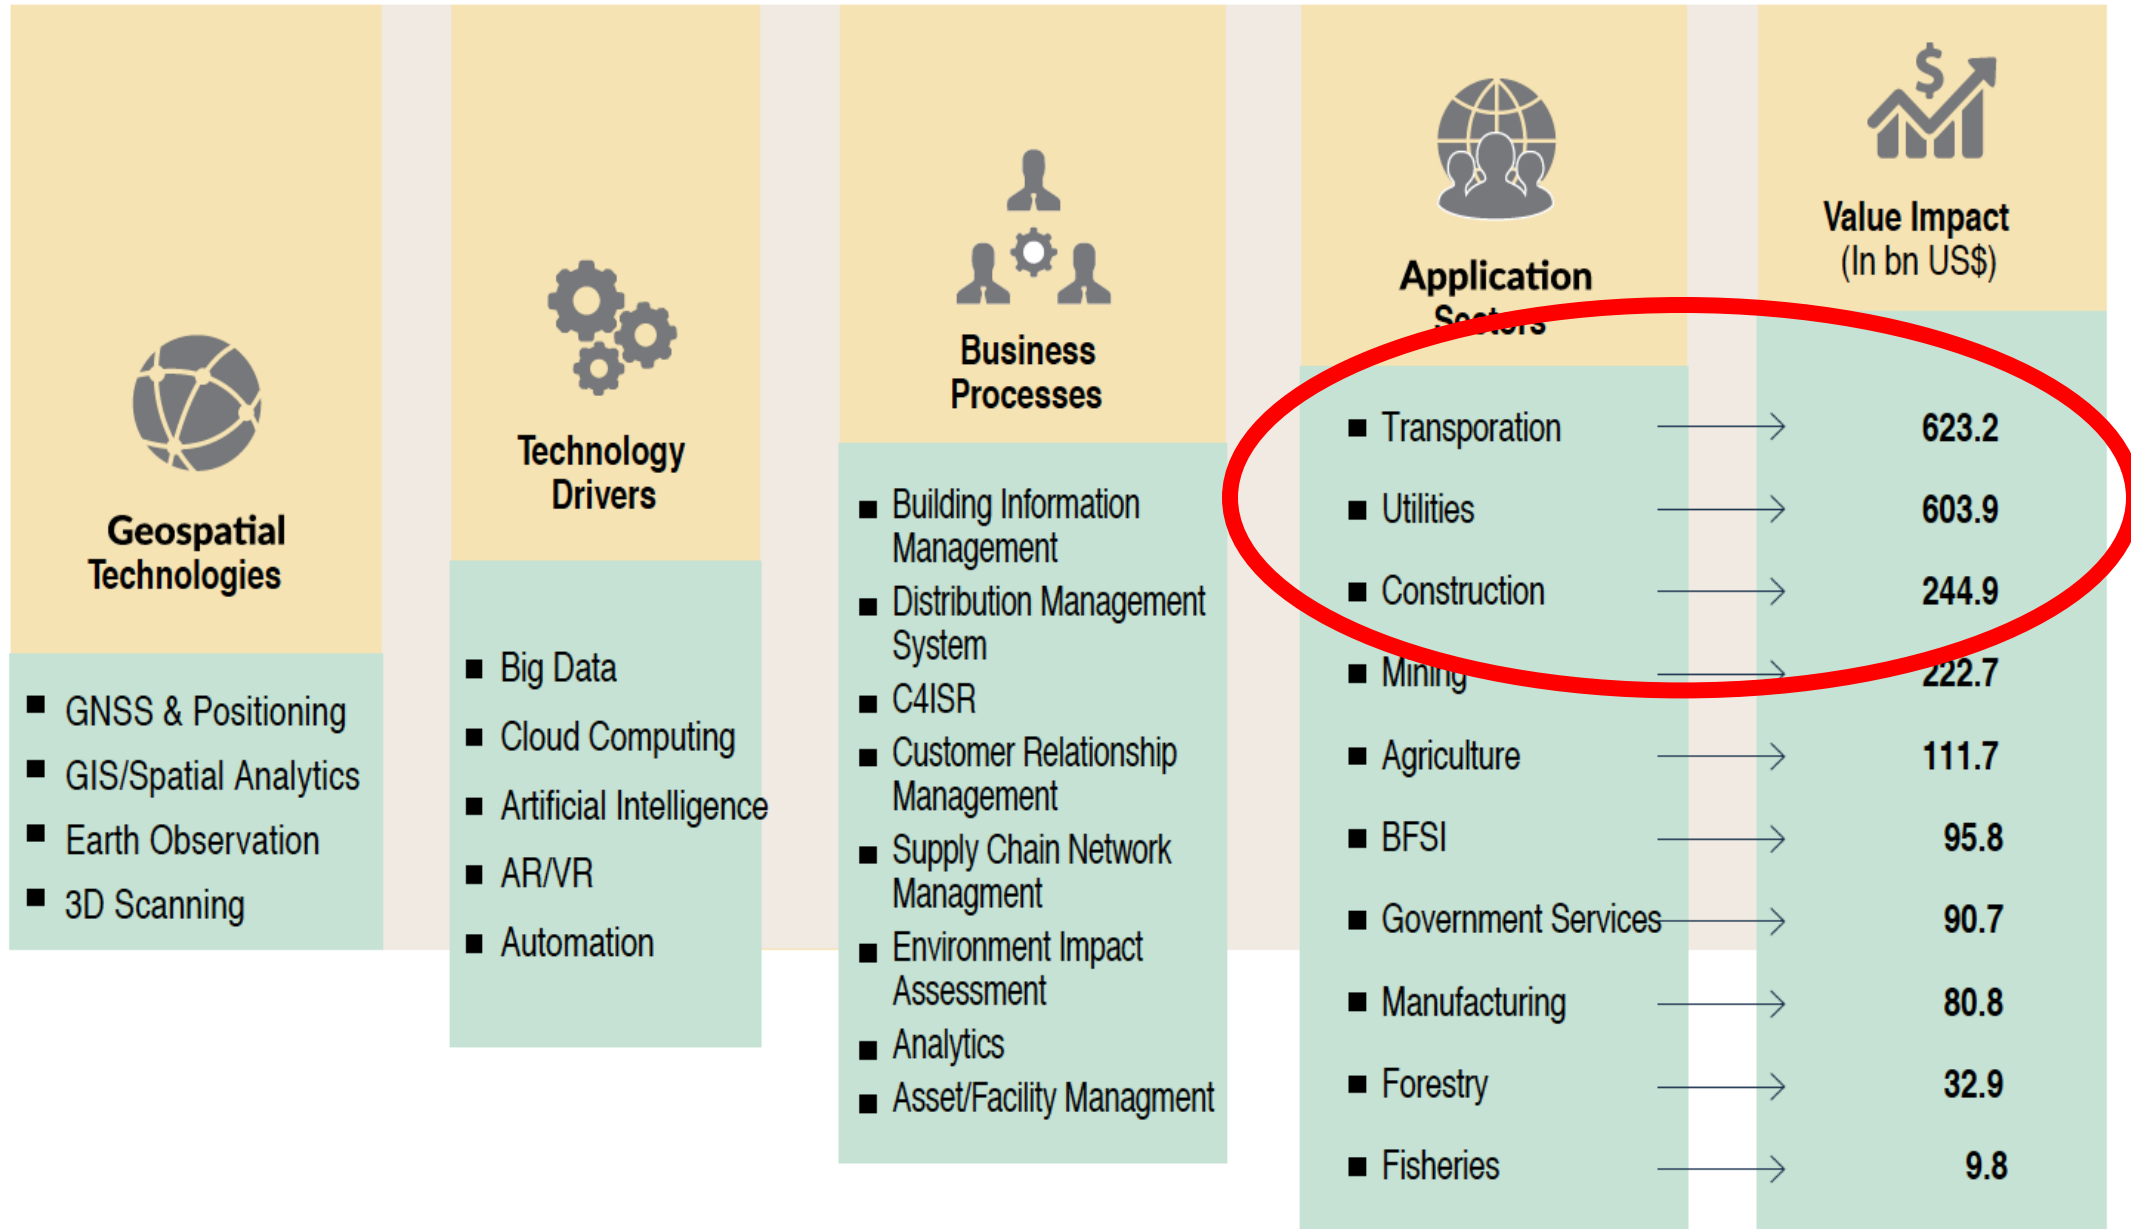 Geospatial
Technologies
GNSS & Positioning
GIS/Spatial Analytics
Earth Observation
3D Scanning
Technology
Drivers
Big Data
Cloud Computing
Artificial Intelligence
AR/VR
Automation
Business
Processes
Building Information
Management
Distribution Management
System
C4ISR
Customer Relationship
Management
Supply Chain Network
Managment
Environment Impact
Assessment
Analytics
Asset/Facility Managment
Application
Sectors
$
Value Impact
(In bn US$)
Transporation 623.2
Utilities 603.9
Construction 244.9
Mining 222.7
Agriculture 111.7
BFSI 95.8
Government Services 90.7
Manufacturing 80.8
Forestry 32.9
Fisheries 9.8